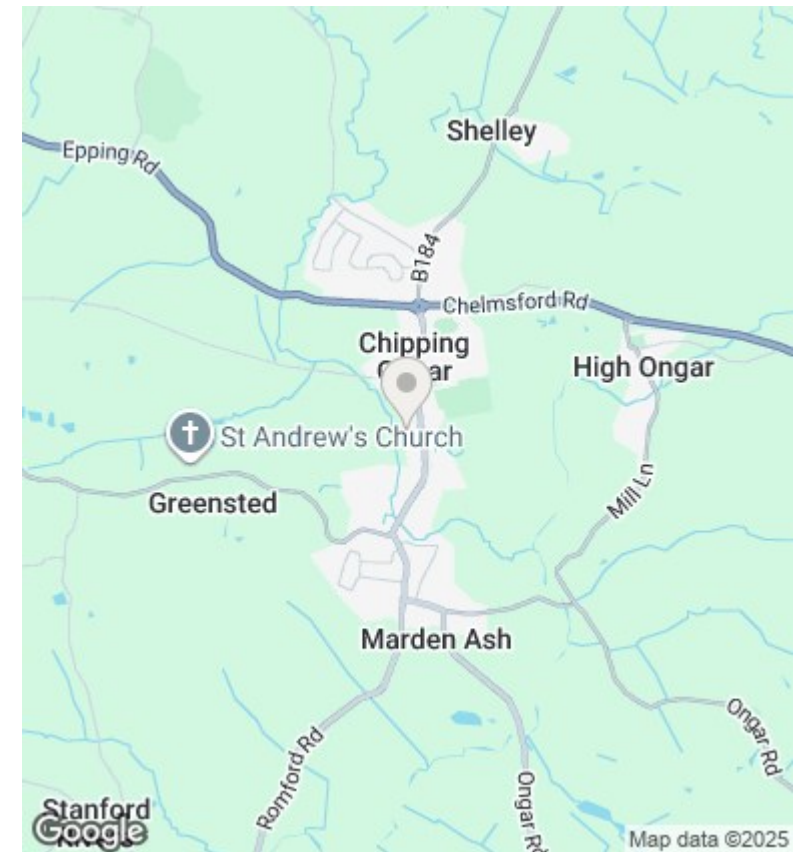 Shelley
Epping Rd
B184
Chelmsford Rd
Chipping
High Ongar
St Andrew's Church
Greensted
Mill Ln
Marden Ash
Ongar Rd
Romford Rd
Ongar Rd
Stanford
Google
Map data ©2025